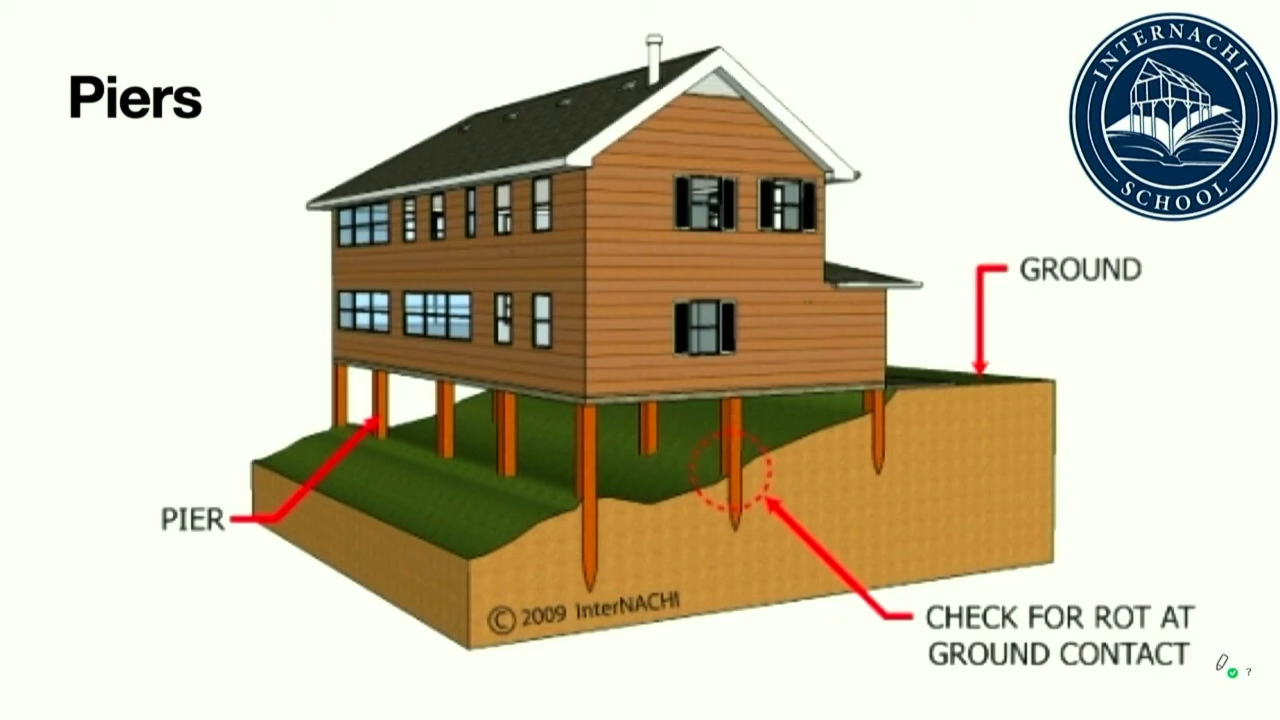 Piers
INTERNACHI
SCHOOL
GROUND
PIER
© 2009 InterNACHI
CHECK FOR ROT AT
GROUND CONTACT
?